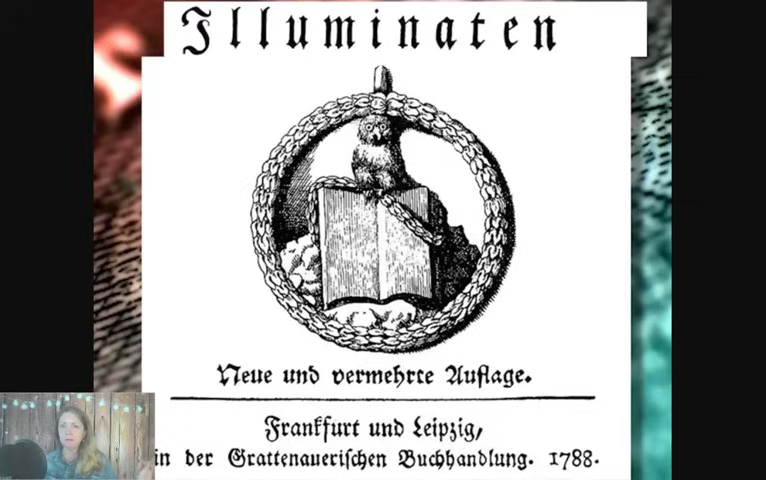 Illuminaten
Neue und vermehrte Auflage.
Frankfurt und Leipzig,
in der Grattenauerischen Buchhandlung. 1788.